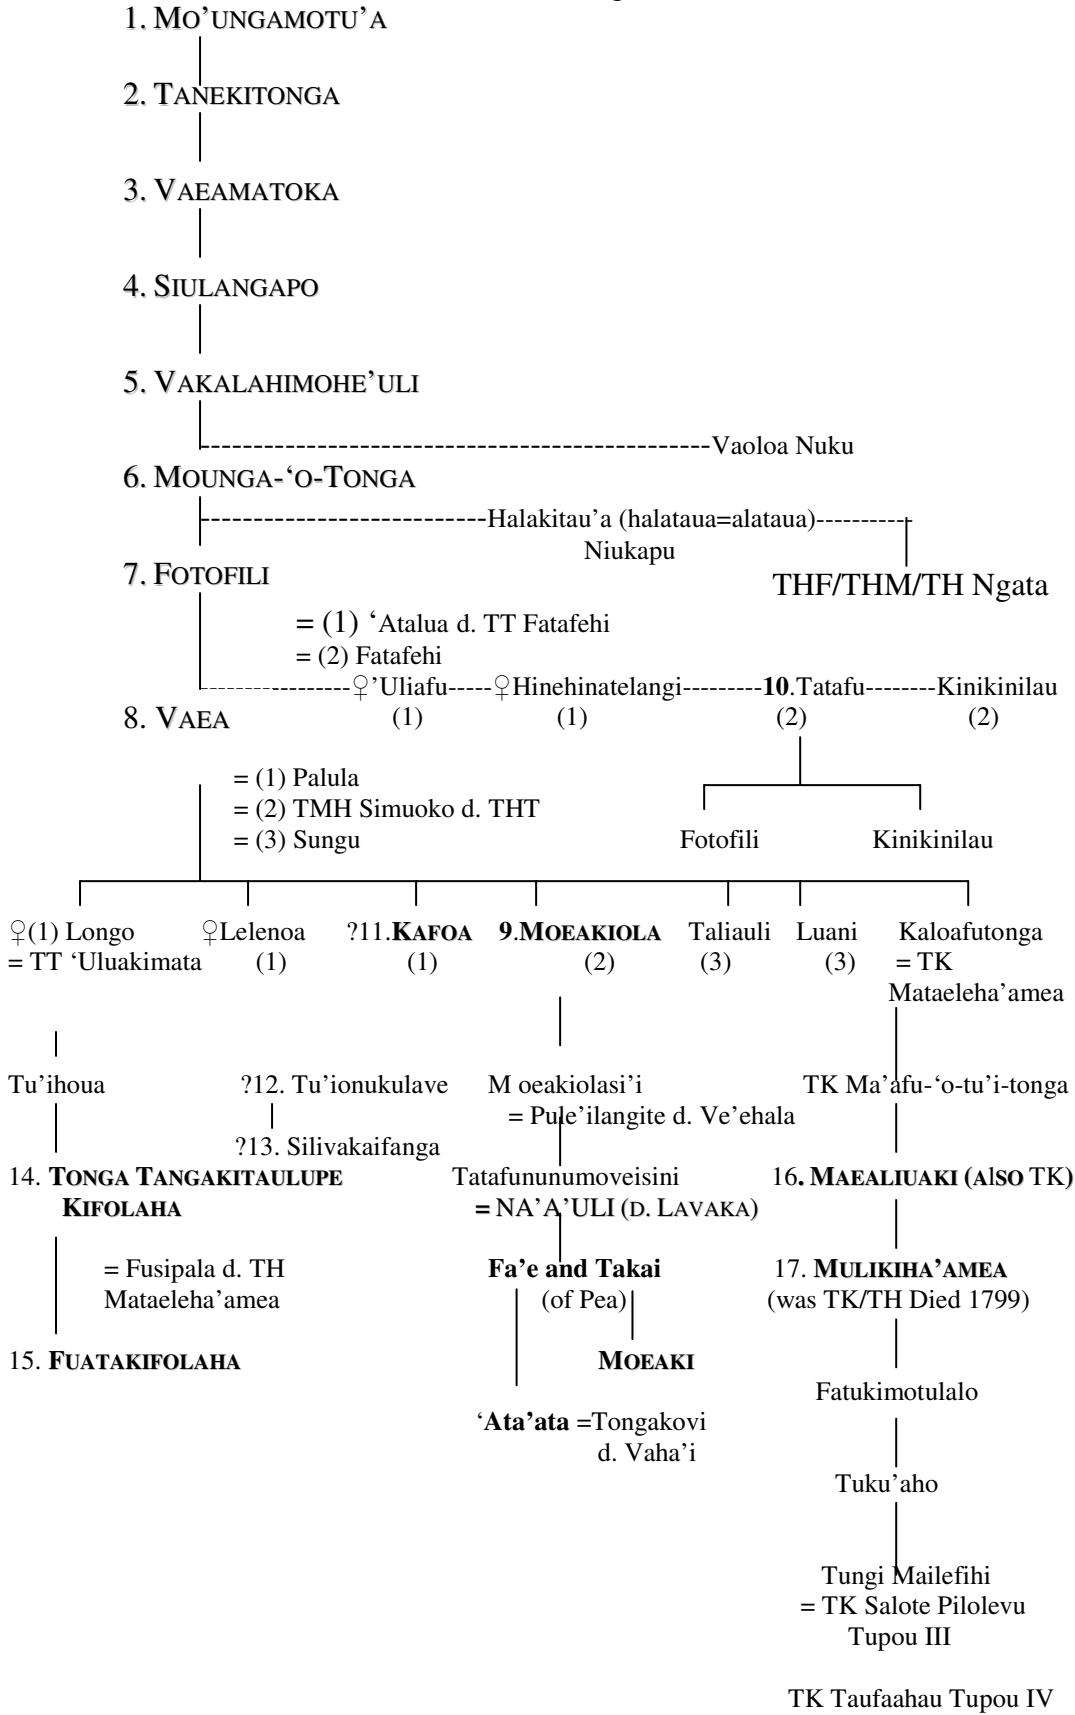 1. MO’UNGAMOTU’A
2. TANEKITONGA
3. VAEAMATOKA
4. SIULANGAPO
5. VAKALAHIMOHE’ULI
Vaoloa Nuku
6. MOUNGA-‘O-TONGA
Halakitau’a (halataua=alataua)
Niukapu
7. FOTOFILI
THF/THM/TH Ngata
= (1) ‘Atalua d. TT Fatafehi
= (2) Fatafehi
♀’Uliafu-----♀Hinehinatelangi---------10.Tatafu--------Kinikinilau
8. VAEA (1) (1) (2) (2)
= (1) Palula
= (2) TMH Simuoko d. THT
= (3) Sungu Fotofili Kinikinilau
♀(1) Longo ♀Lelenoa ?11.KAFOA 9.MOEAKIOLA Taliauli Luani Kaloafutonga
= TT ‘Uluakimata (1) (1) (2) (3) (3) = TK
Mataeleha’amea
Tu’ihoua ?12. Tu’ionukulave M oeakiolasi’i TK Ma’afu-‘o-tu’i-tonga
= Pule’ilangite d. Ve’ehala
?13. Silivakaifanga
14. TONGA TANGAKITAULUPE Tatafununumoveisini 16. MAEALIUAKI (AlSO TK)
KIFOLAHA = NA’A’ULI (D. LAVAKA)
= Fusipala d. TH Fa’e and Takai 17. MULIKIHA’AMEA
Mataeleha’amea (of Pea) (was TK/TH Died 1799)
15. FUATAKIFOLAHA MOEAKI
Fatukimotulalo
‘Ata’ata =Tongakovi
d. Vaha’i
Tuku’aho
Tungi Mailefihi
= TK Salote Pilolevu
Tupou III
TK Taufaahau Tupou IV